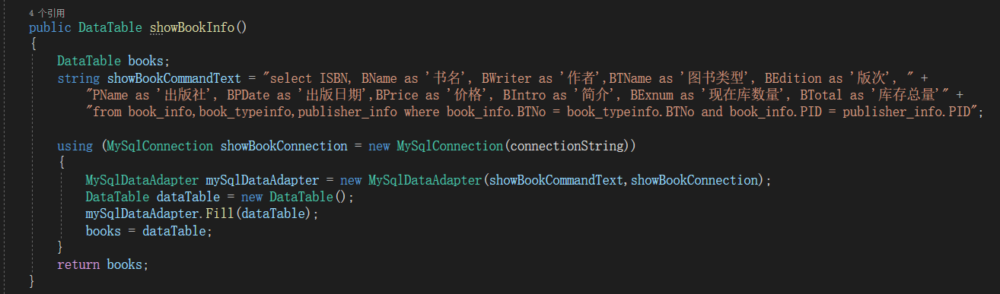 4 个引用
public DataTable showBookInfo()
{
DataTable books;
string showBookCommandText = "select ISBN, BName as '书名', BWriter as '作者',BTName as '图书类型', BEdition as '版次', " +
"PName as '出版社', BPDate as '出版日期',BPrice as '价格', BIntro as '简介', BExnum as '现在库数量', BTotal as '库存总量'" +
"from book_info,book_typeinfo,publisher_info where book_info.BTNo = book_typeinfo.BTNo and book_info.PID = publisher_info.PID";
using (MySqlConnection showBookConnection = new MySqlConnection(connectionString))
{
MySqlDataAdapter mySqlDataAdapter = new MySqlDataAdapter(showBookCommandText,showBookConnection);
DataTable dataTable = new DataTable();
mySqlDataAdapter.Fill(dataTable);
books = dataTable;
}
return books;
}